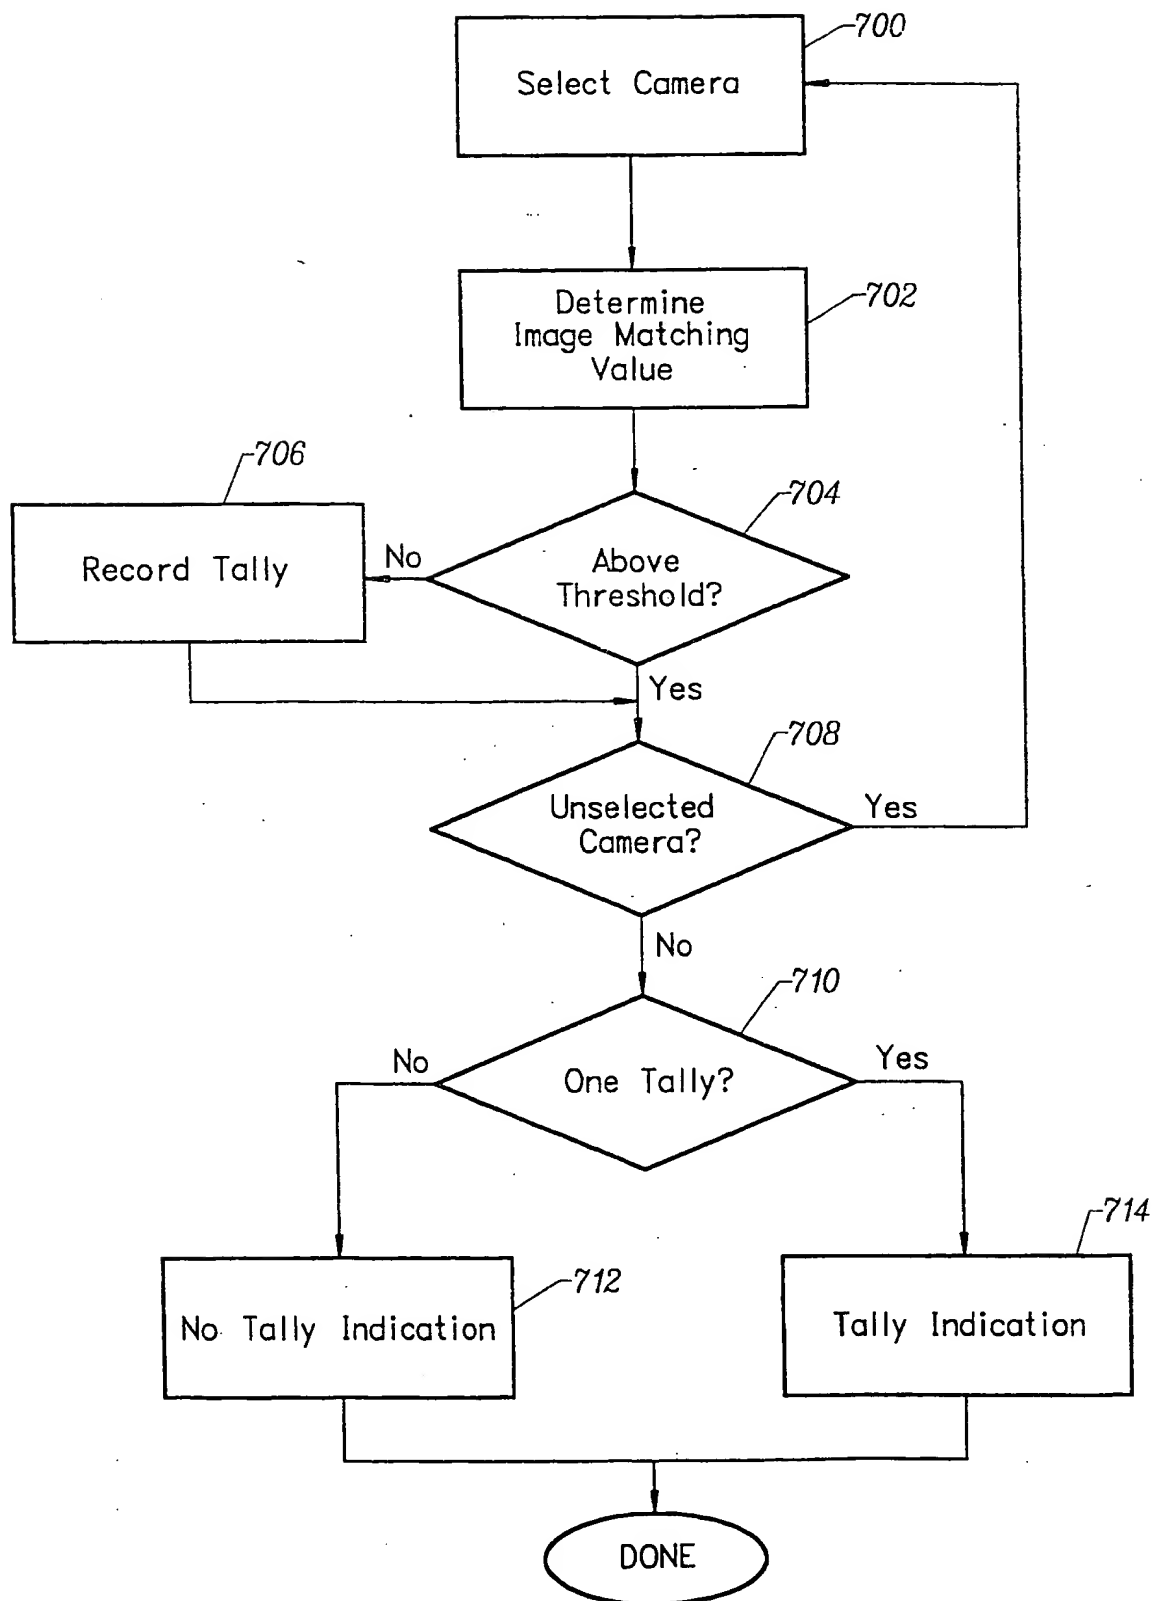 700
Select Camera
702
Determine
Image Matching
Value
706
704
Record Tally
No
Above
Threshold?
Yes
708
Unselected
Camera?
Yes
No
710
No
One Tally?
Yes
714
712
No Tally Indication
Tally Indication
DONE